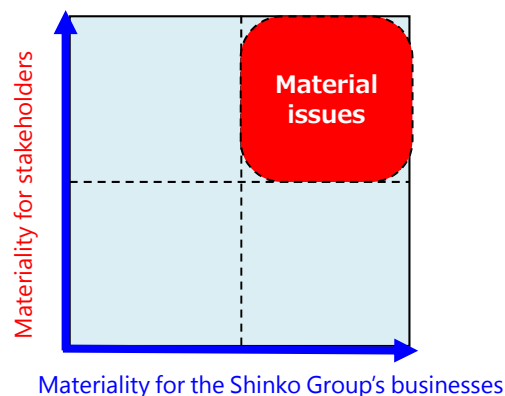 Material
issues
Materiality for stakeholders
Materiality for the Shinko Group's businesses